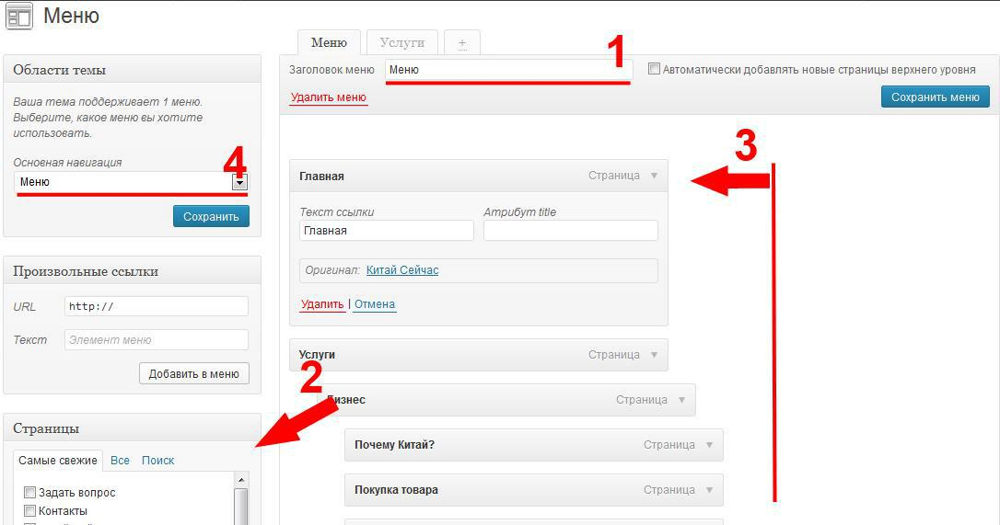 Меню
Меню
Услуги
+
1
Заголовок меню
Меню
Автоматически добавлять новые страницы верхнего уровня
Удалить меню
Сохранить меню
Области темы
Ваша тема поддерживает 1 меню.
Выберите, какое меню вы хотите
использовать.
Основная навигация
4
Меню
Сохранить
Произвольные ссылки
URL
http://
Текст
Элемент меню
Добавить в меню
2
Страницы
Самые свежие
Все
Поиск
Задать вопрос
Контакты
3
Главная
Страница
Текст ссылки
Атрибут title
Главная
Оригинал: Китай Сейчас
Удалить | Отмена
Услуги
Страница
Бизнес
Страница
Почему Китай?
Страница
Покупка товара
Страница